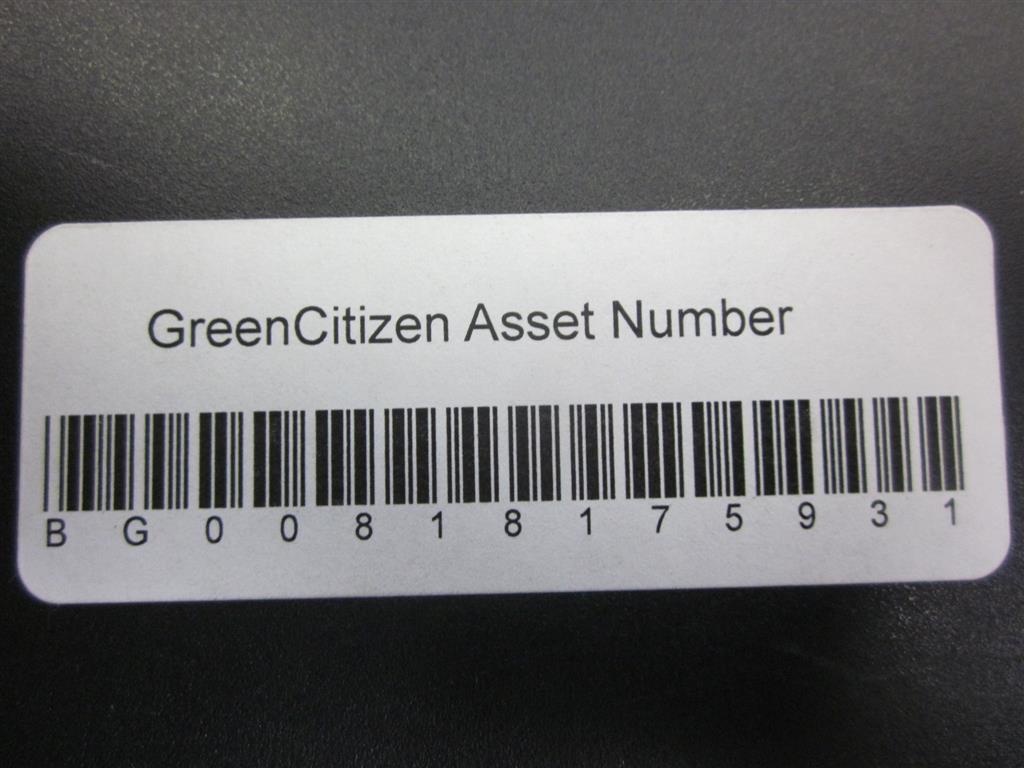 GreenCitizen Asset Number
B G 0 0 8 1 8 1 7 5 9 3 1